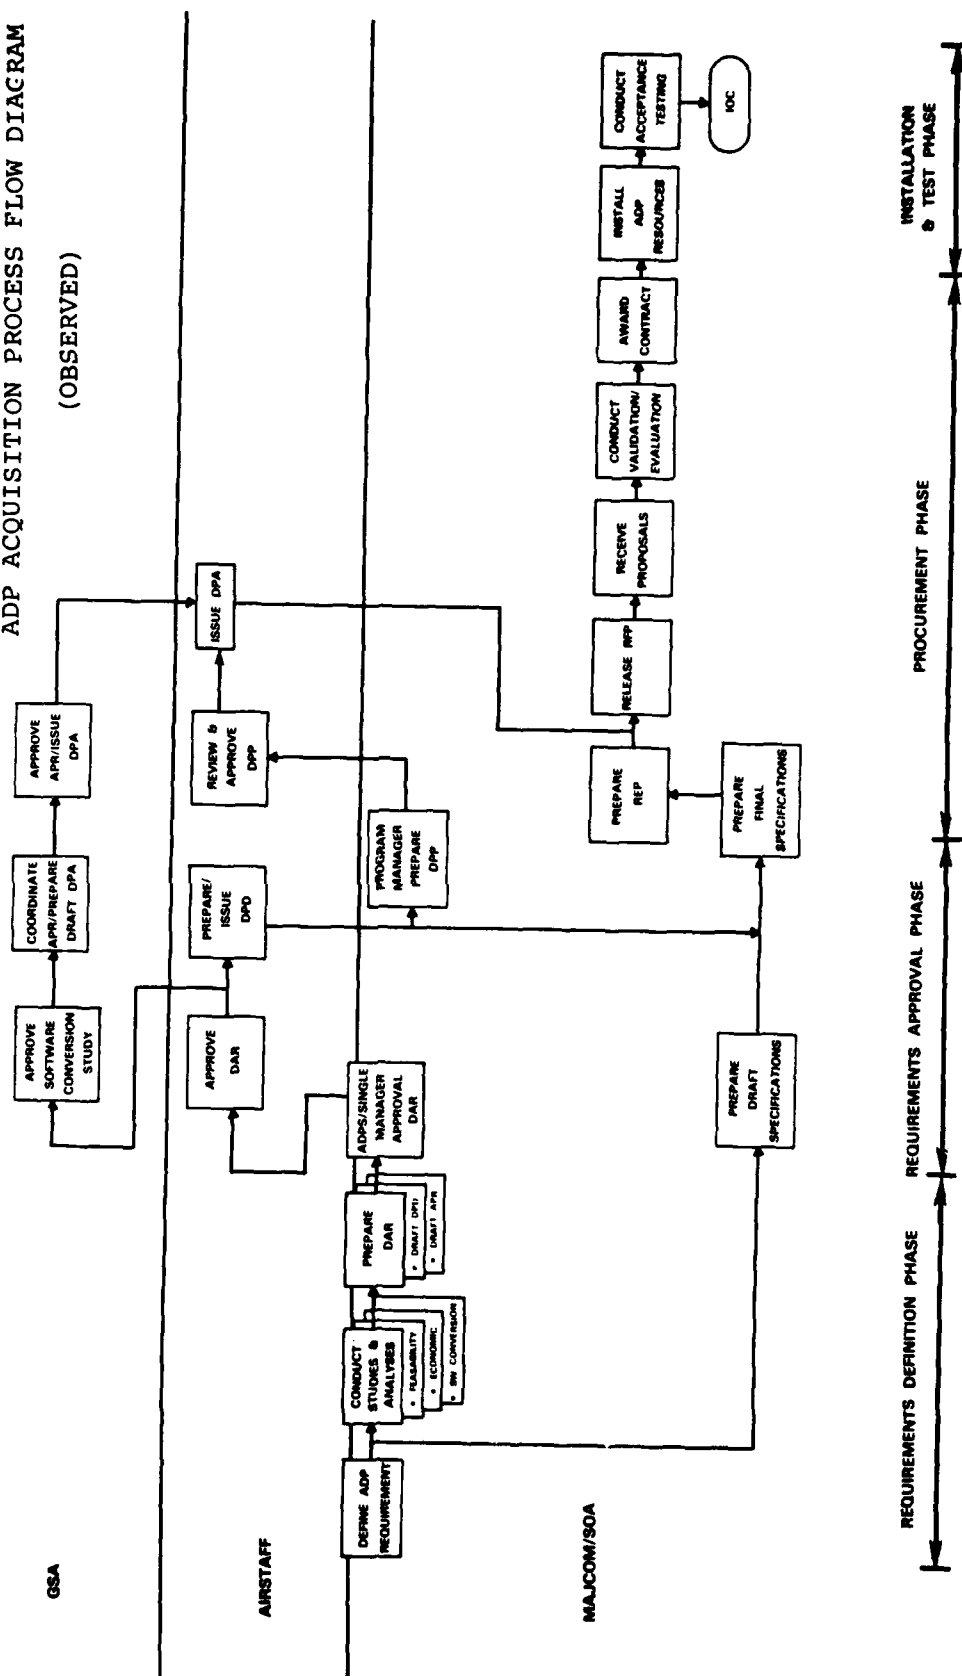 ADP ACQUISITION PROCESS FLOW DIAGRAM
(OBSERVED)
GSA
APPROVE
SOFTWARE
CONVERSION
STUDY
COORDINATE
APR/PREPARE
DRAFT DPA
APPROVE
APR/ISSUE
DPA
AIRSTAFF
APPROVE
DAR
PREPARE/
ISSUE
DPD
REVIEW &
APPROVE
DPP
ISSUE DPA
DEFINE ADP
REQUIREMENT
CONDUCT
STUDIES &
ANALYSES
• FEASABILITY
• ECONOMIC
• SW CONVERSION
PREPARE
DAR
• DRAFT DPD
• DRAFT APR
ADPS/SINGLE
MANAGER
APPROVAL
DAR
PROGRAM
MANAGER
PREPARE
DPP
MAJCOM/SOA
PREPARE
REP
RELEASE RFP
RECEIVE
PROPOSALS
CONDUCT
VALIDATION/
EVALUATION
AWARD
CONTRACT
INSTALL
ADP
RESOURCES
CONDUCT
ACCEPTANCE
TESTING
IOC
PREPARE
DRAFT
SPECIFICATIONS
PREPARE
FINAL
SPECIFICATIONS
REQUIREMENTS DEFINITION PHASE
REQUIREMENTS APPROVAL PHASE
PROCUREMENT PHASE
INSTALLATION
& TEST PHASE